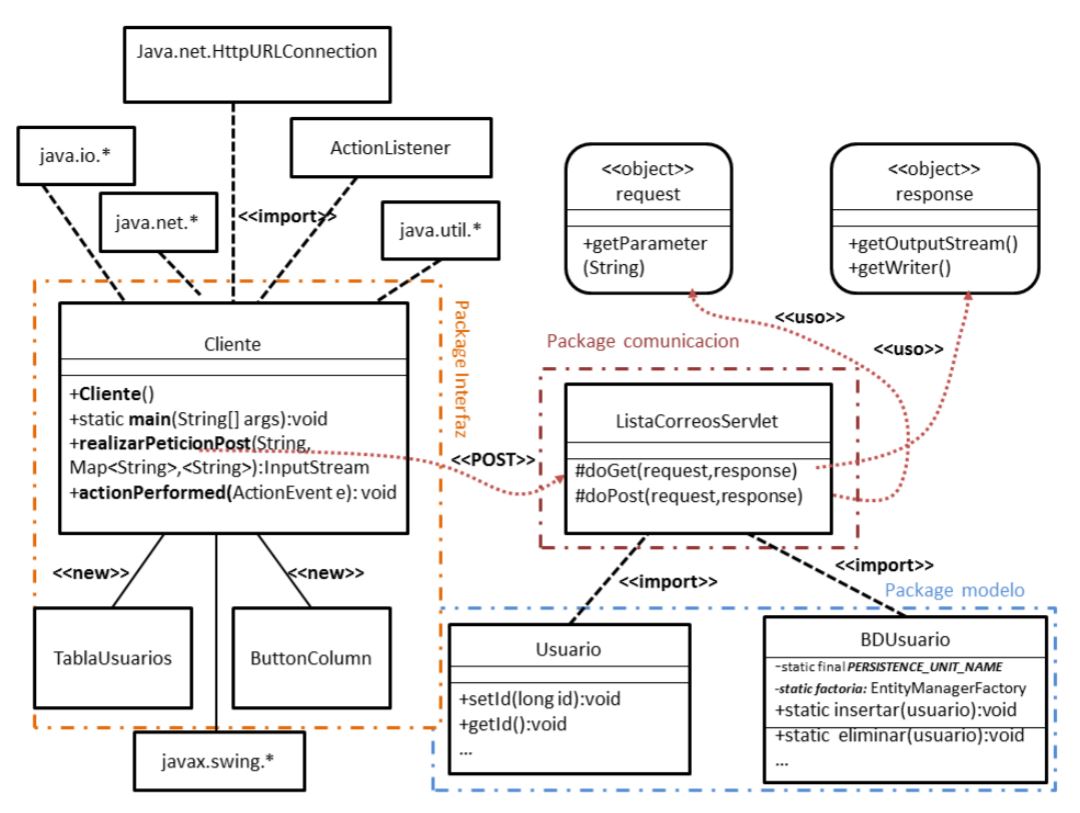 Java.net.HttpURLConnection
java.io.*
ActionListener
java.net.*
<<import>>
java.util.*
<<object>>
request
+getParameter
(String)
<<object>>
response
+getOutputStream()
+getWriter()
Package Interfaz
Cliente
+Cliente()
+static main(String[] args):void
+realizarPeticionPost(String,
Map<String>,<String>):InputStream
+actionPerformed(ActionEvent e): void
<<POST>>
<<uso>>
<<uso>>
Package comunicacion
ListaCorreosServlet
#doGet(request,response)
#doPost(request,response)
<<new>>
<<new>>
TablaUsuarios
ButtonColumn
javax.swing.*
<<import>>
<<import>>
Package modelo
Usuario
+setId(long id):void
+getId():void
...
BDUsuario
-static final PERSISTENCE_UNIT_NAME
-static factoria: EntityManagerFactory
+static insertar(usuario):void
+static eliminar(usuario):void
...